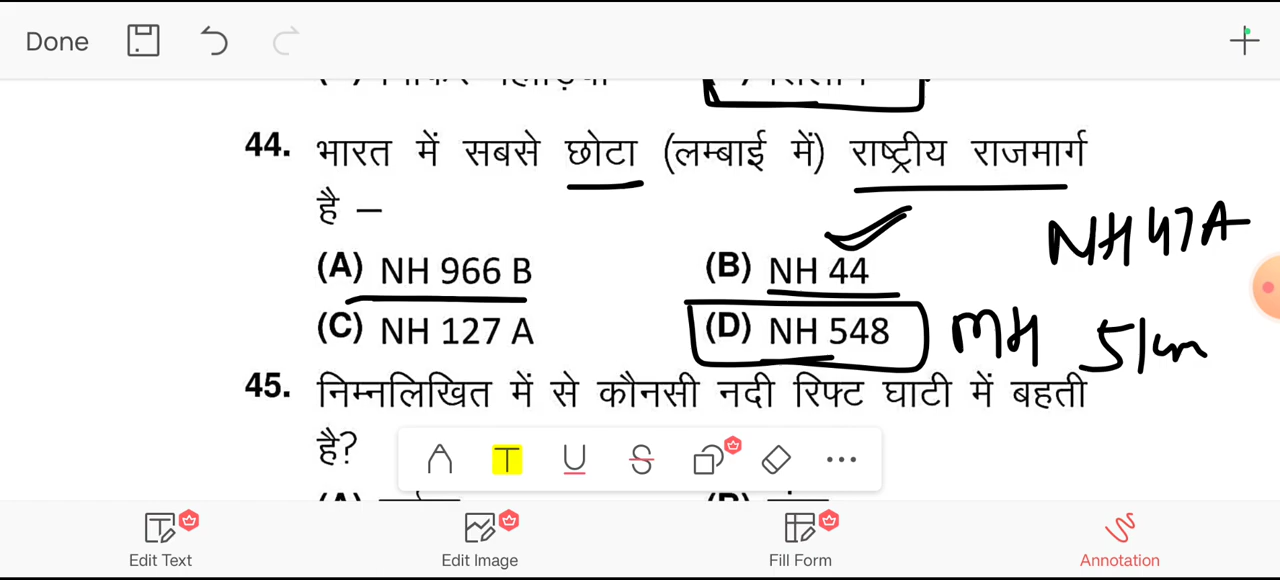 Done
44. भारत में सबसे छोटा (लम्बाई में) राष्ट्रीय राजमार्ग
है –
NH 47A
(A) NH 966 B (B) NH 44
(C) NH 127 A (D) NH 548 MH 5km
45. निम्नलिखित में से कौनसी नदी रिफ्ट घाटी में बहती
है?
Edit Text Edit Image Fill Form Annotation